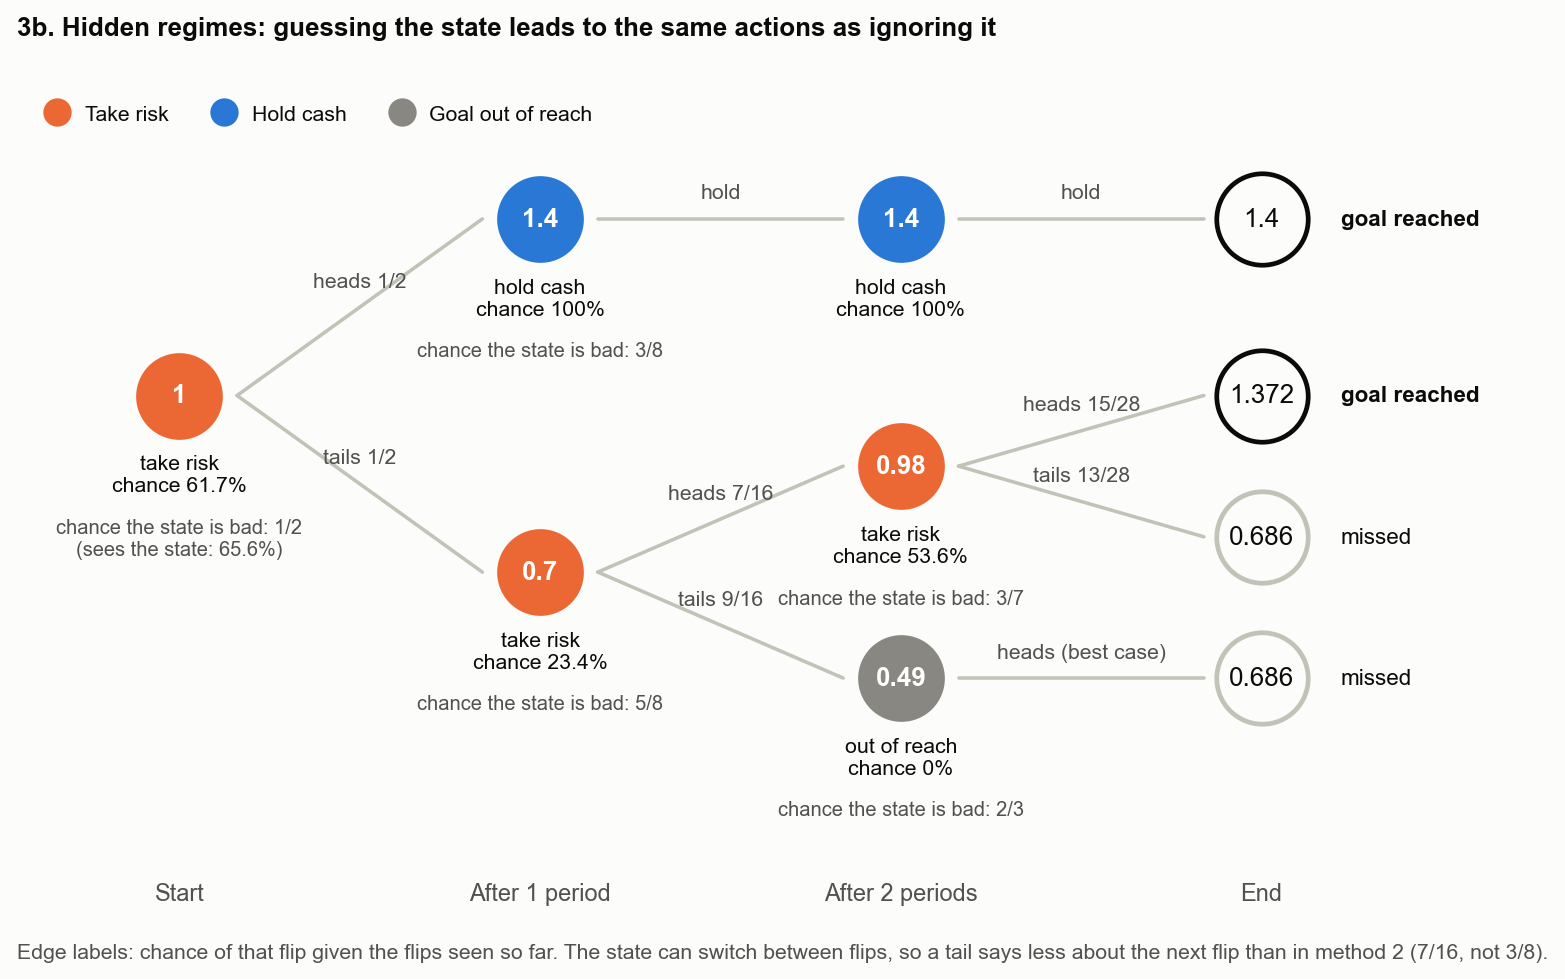 3b. Hidden regimes: guessing the state leads to the same actions as ignoring it
Take risk
Hold cash
Goal out of reach
1
take risk
chance 61.7%
chance the state is bad: 1/2
(sees the state: 65.6%)
heads 1/2
tails 1/2
1.4
hold cash
chance 100%
chance the state is bad: 3/8
0.7
take risk
chance 23.4%
chance the state is bad: 5/8
hold
heads 7/16
tails 9/16
1.4
hold cash
chance 100%
0.98
take risk
chance 53.6%
chance the state is bad: 3/7
0.49
out of reach
chance 0%
chance the state is bad: 2/3
hold
heads 15/28
tails 13/28
heads (best case)
1.4
goal reached
1.372
goal reached
0.686
missed
0.686
missed
Start
After 1 period
After 2 periods
End
Edge labels: chance of that flip given the flips seen so far. The state can switch between flips, so a tail says less about the next flip than in method 2 (7/16, not 3/8).